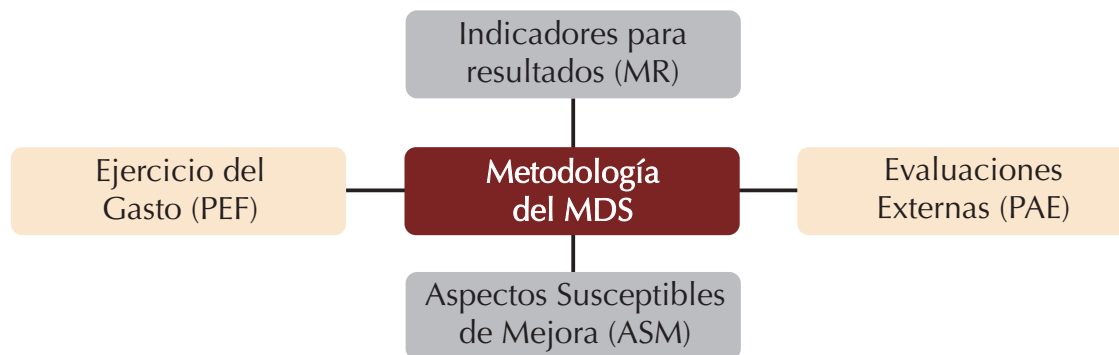 Indicadores para
resultados (MR)
Ejercicio del
Gasto (PEF)
Metodología
del MDS
Evaluaciones
Externas (PAE)
Aspectos Susceptibles
de Mejora (ASM)